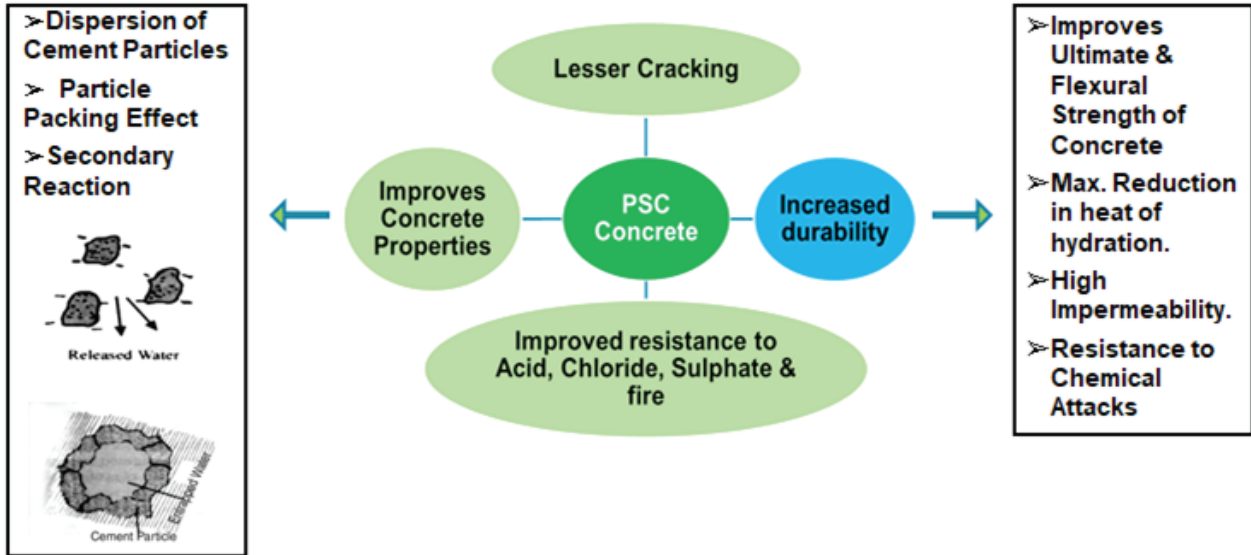 ➢Dispersion of
Cement Particles
➢ Particle
Packing Effect
➢Secondary
Reaction
Released Water
Entrapped Water
Cement Particle
Lesser Cracking
Improves
Concrete
Properties
PSC
Concrete
Increased
durability
Improved resistance to
Acid, Chloride, Sulphate &
fire
➢Improves
Ultimate &
Flexural
Strength of
Concrete
➢Max. Reduction
in heat of
hydration.
➢High
Impermeability.
➢Resistance to
Chemical
Attacks